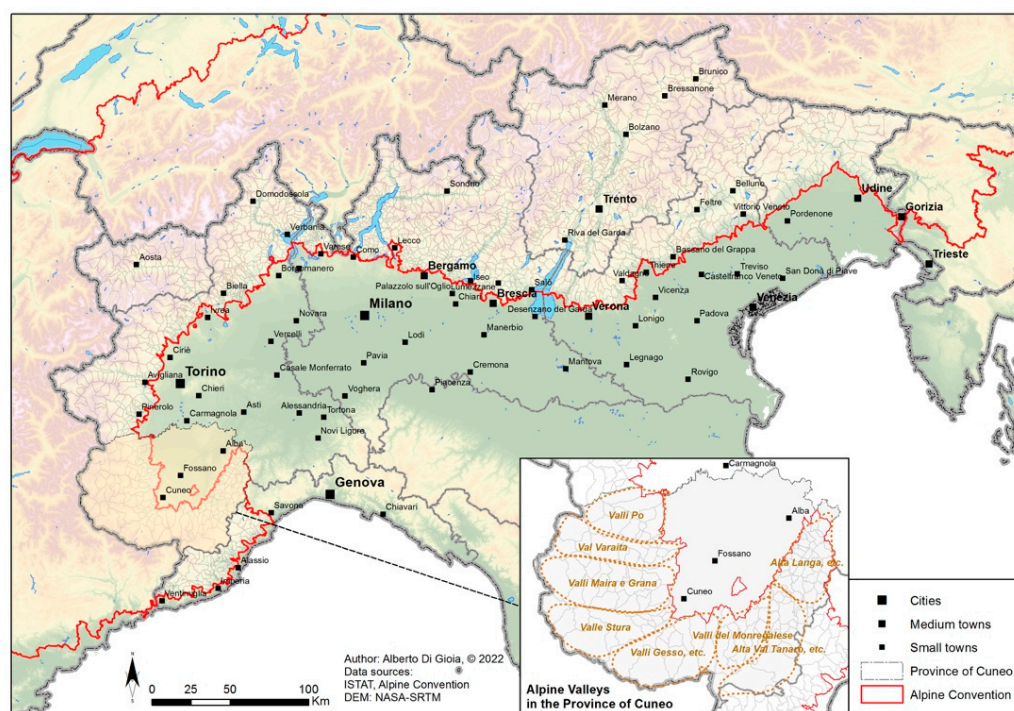 Brunico
Bressanone
Merano
Bolzano
Sondrio
Belluno
Udine
Domodossola
Trento
Feltre
Vittorio Veneto
Gorizia
Pordenone
Verbania
Riva del Garda
Lecco
Varese
Como
Bassano del Grappa
Trieste
Aosta
Thiene
Bergamo
Borgomanero
Valdagno
Castelfranco Veneto
Treviso
San Donà di Piave
Iseo
Biella
Palazzolo sull'Oglio
Lumezzane
Salò
Chiari
Brescia
Vicenza
Venezia
Ivrea
Milano
Desenzano del Garda
Verona
Novara
Padova
Manerbio
Lonigo
Vercelli
Lodi
Cirié
Pavia
Legnago
Mantova
Cremona
Avigliana
Torino
Casale Monferrato
Rovigo
Chieri
Voghera
Piacenza
Pinerolo
Asti
Alessandria
Tortona
Carmagnola
Novi Ligure
Alba
Fossano
Cuneo
Genova
Savona
Chiavari
Alassio
Imperia
Ventimiglia
Carmagnola
Valli Po
Alba
Val Varaita
Fossano
Alta Langa, etc.
Valli Maira e Grana
Cuneo
Valle Stura
Valli del Monregalese
Valli Gesso, etc.
Alta Val Tanaro, etc.
Alpine Valleys
in the Province of Cuneo
Cities
Medium towns
Small towns
Province of Cuneo
Alpine Convention
N
S
0 25 50 100
Km
Author: Alberto Di Gioia, © 2022
Data sources:
ISTAT, Alpine Convention
DEM: NASA-SRTM